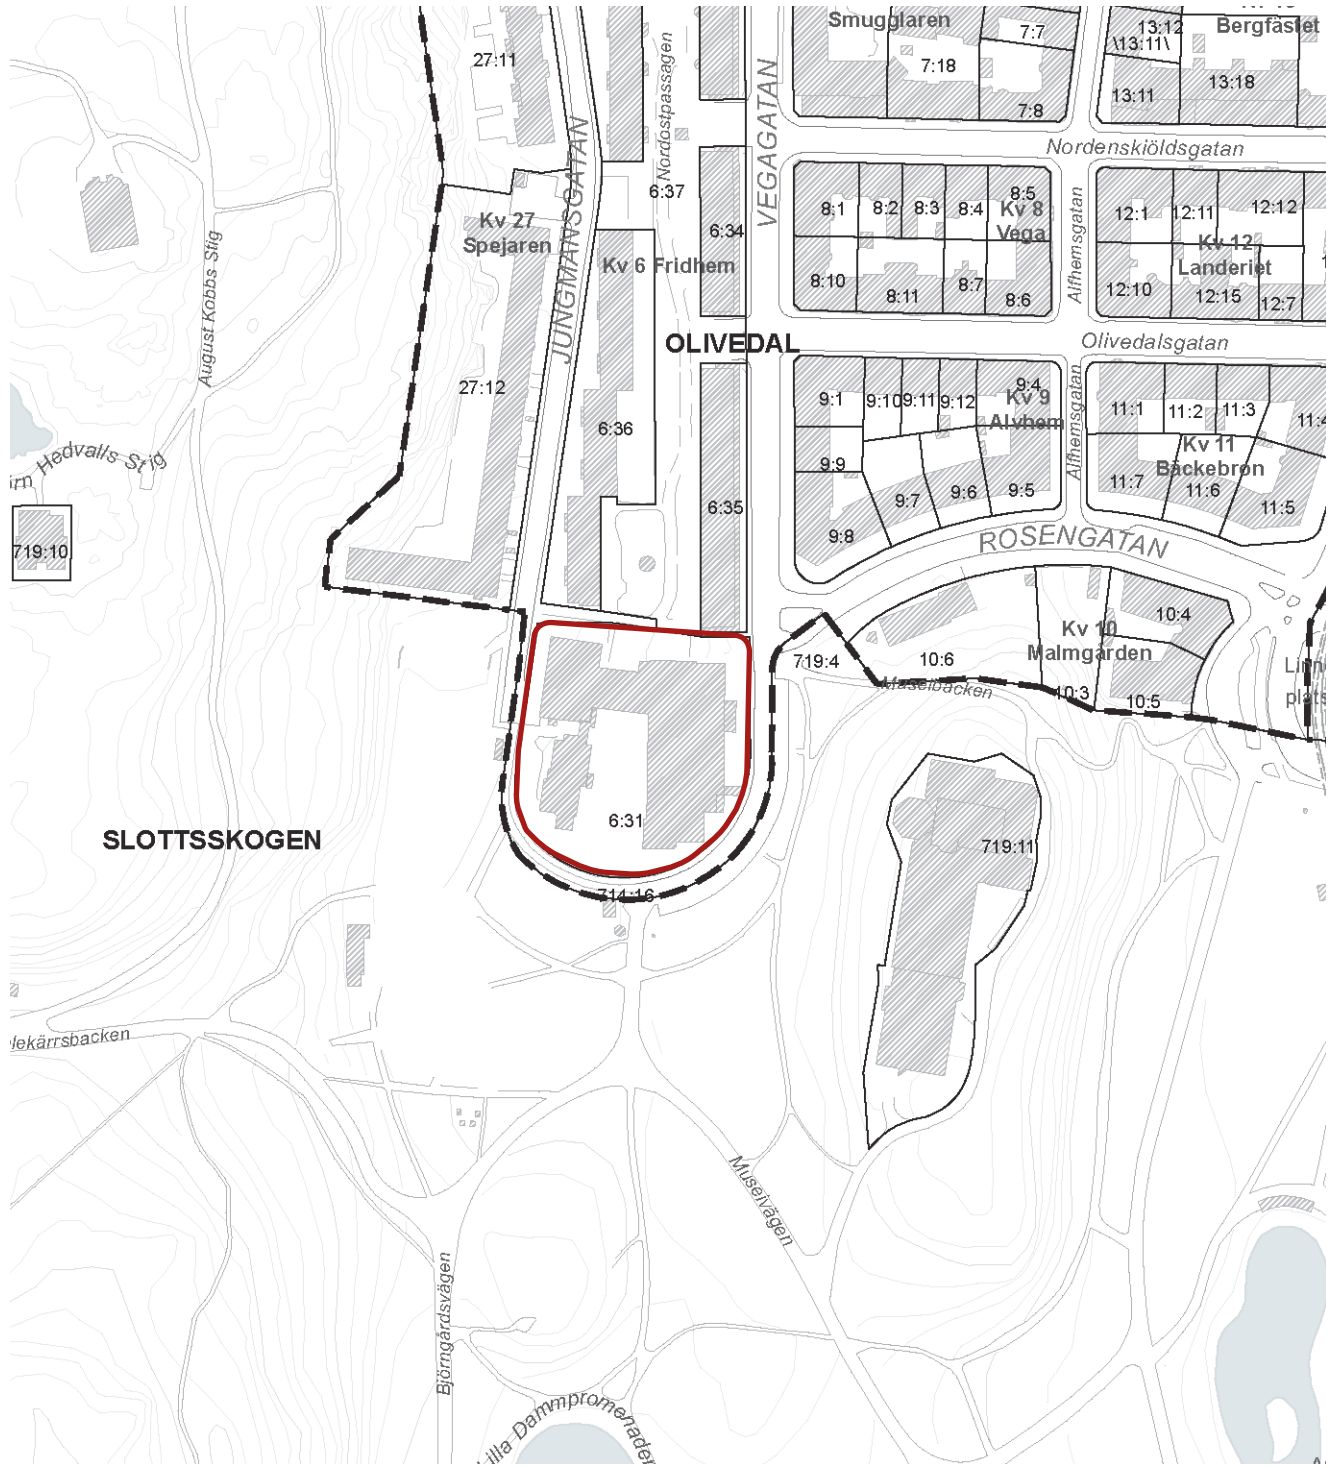 Smugglaren
7:7
13:12
\13:11\
Bergfästet
27:11
7:18
7:8
13:11
13:18
Nordostpassagen
VEGAGATAN
JUNGMANSGATAN
Nordenskiöldsgatan
6:37
Kv 27
Spejaren
6:34
8:1
8:2
8:3
8:4
8:5
Kv 8
Vega
Alfhemsgatan
12:1
12:11
12:12
Kv 12
Landeriet
August Kobbs Stig
Kv 6 Fridhem
8:10
8:11
8:7
8:6
12:10
12:15
12:7
OLIVEDAL
Olivedalsgatan
27:12
6:36
9:1
9:10
9:11
9:12
9:4
Kv 9
Alvhem
Alfhemsgatan
11:1
11:2
11:3
11:4
Kv 11
Bäckebron
Hedvalls Stig
9:9
9:7
9:6
9:5
11:7
11:6
11:5
6:35
9:8
ROSENGATAN
719:10
10:4
Kv 10
Malmgården
719:4
10:6
Museibacken
10:3
10:5
6:31
SLOTTSSKOGEN
719:11
714:16
lekärrsbacken
Museivägen
Björngårdsvägen
illa Dammpromenaden